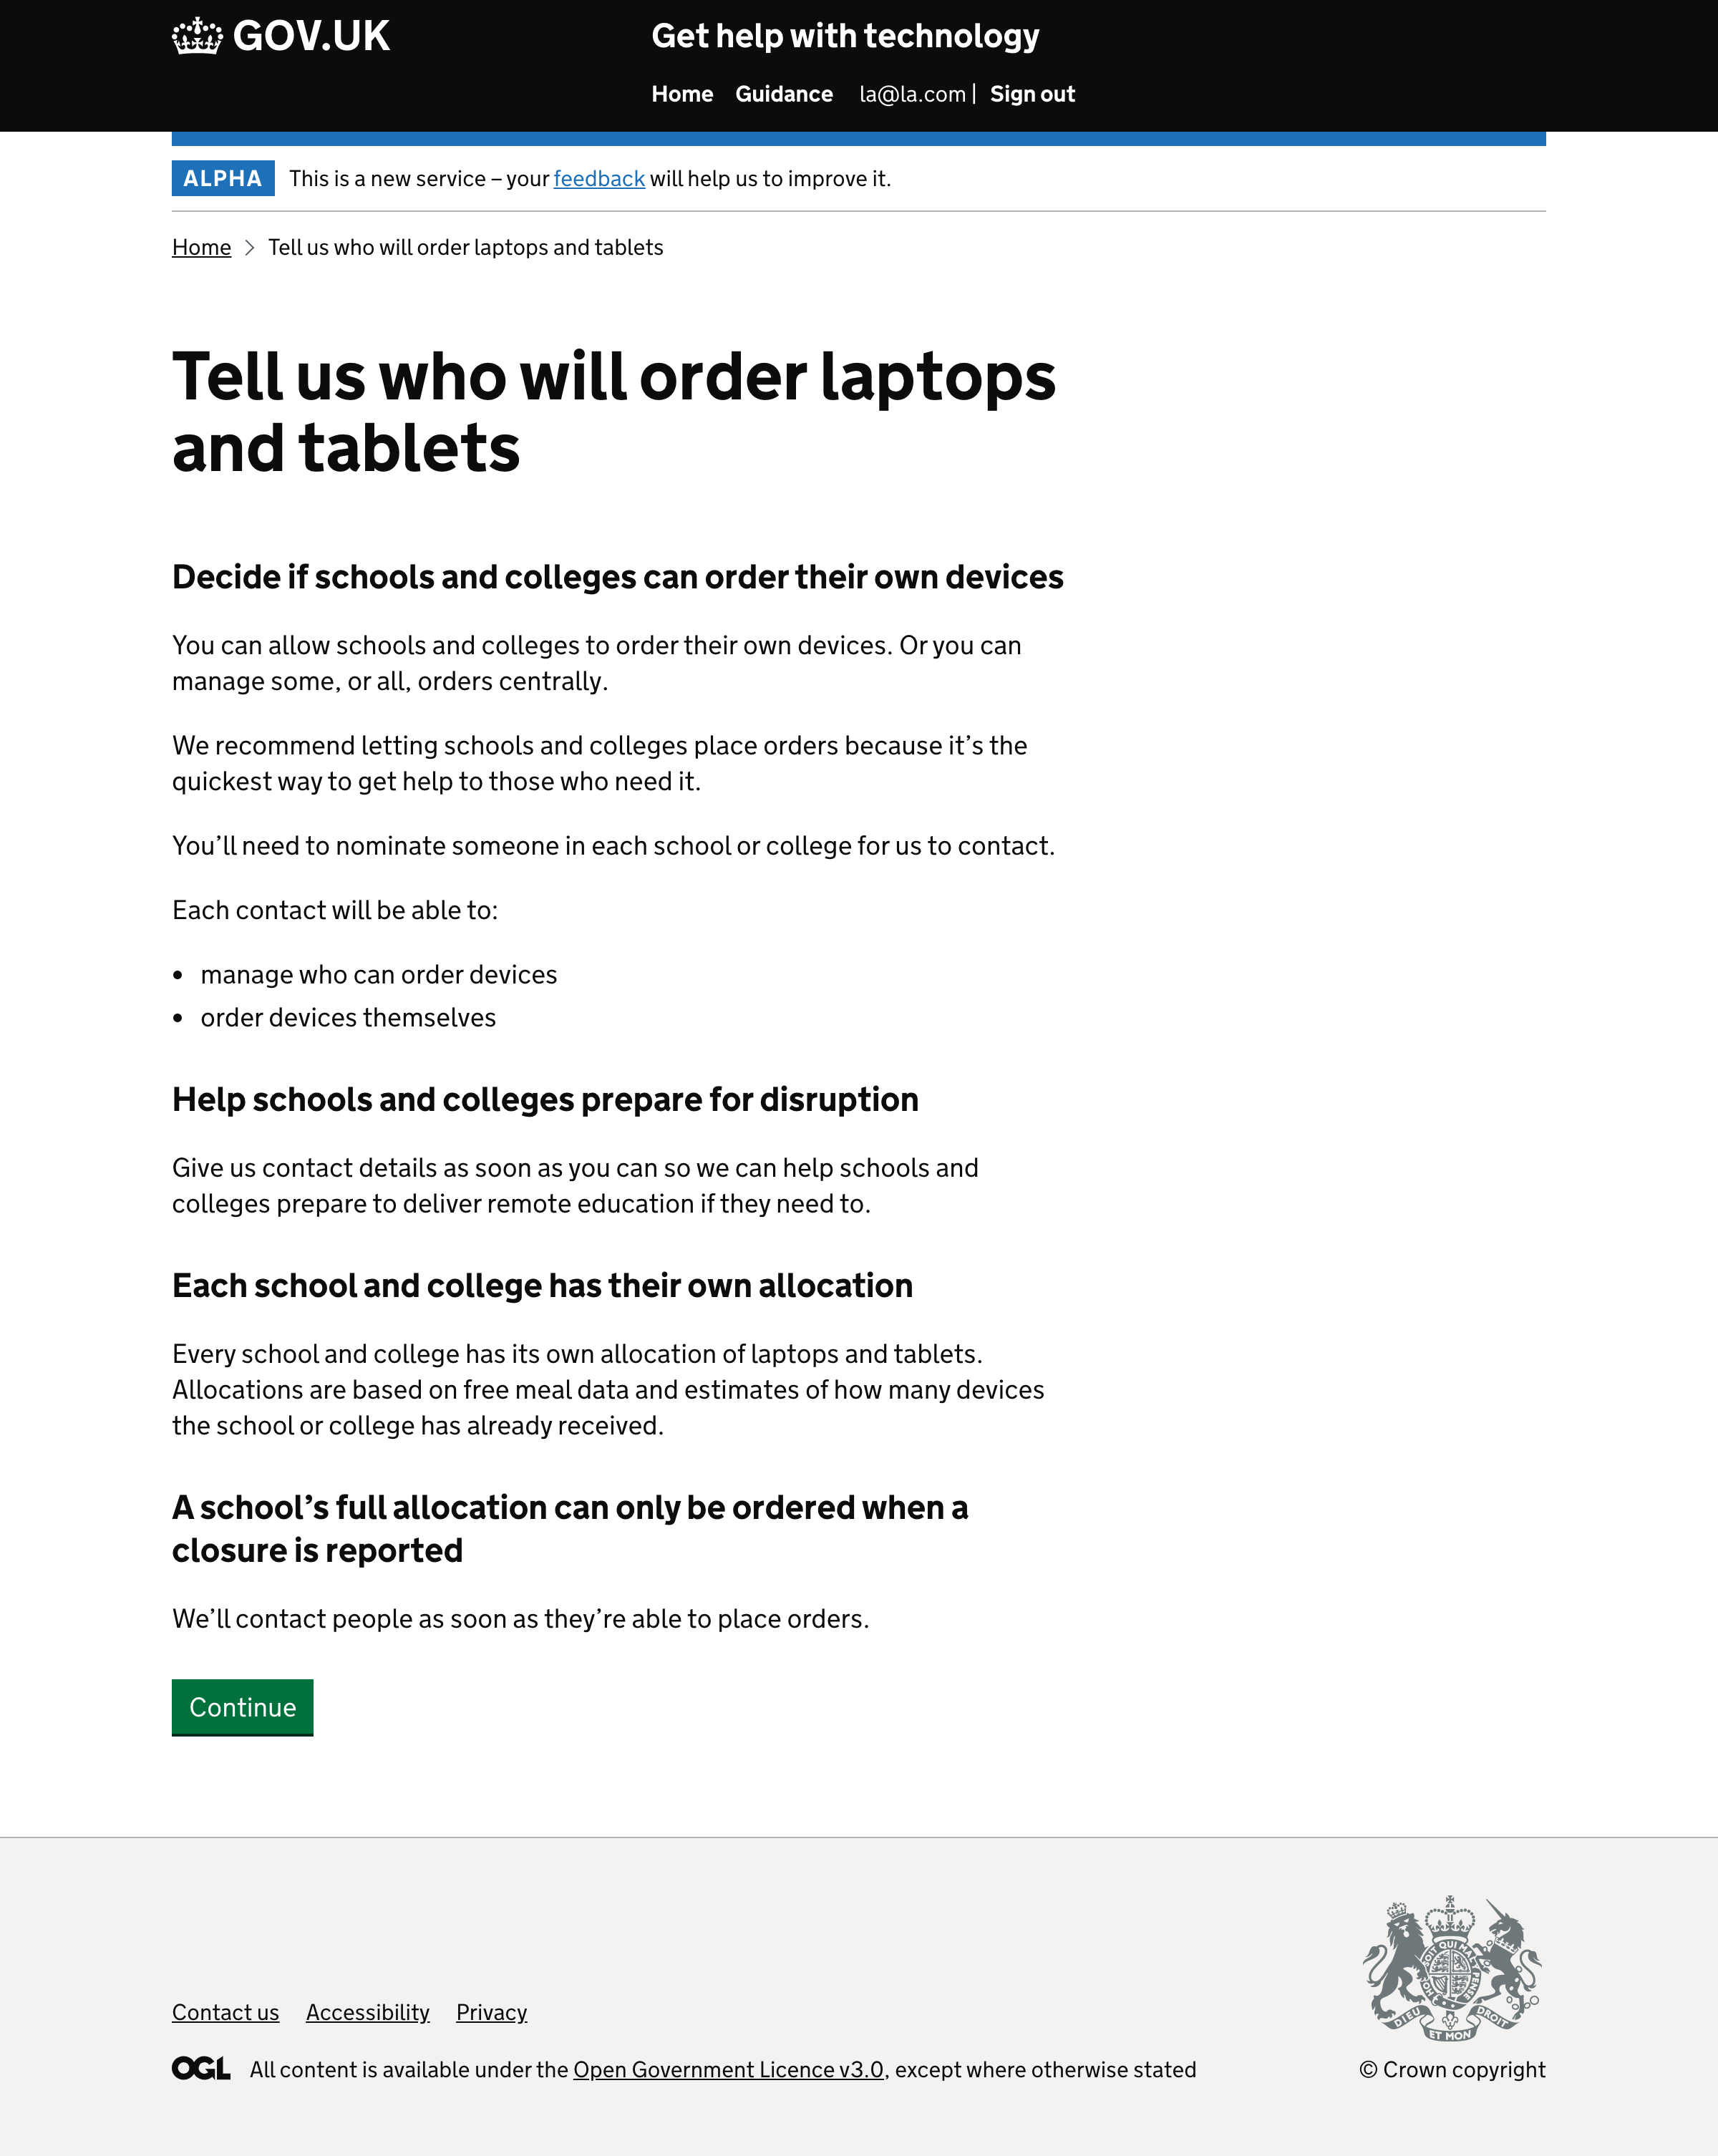 GOV.UK
Get help with technology
Home Guidance la@la.com | Sign out
ALPHA This is a new service – your feedback will help us to improve it.
Home > Tell us who will order laptops and tablets
Tell us who will order laptops
and tablets
Decide if schools and colleges can order their own devices
You can allow schools and colleges to order their own devices. Or you can
manage some, or all, orders centrally.
We recommend letting schools and colleges place orders because it’s the
quickest way to get help to those who need it.
You’ll need to nominate someone in each school or college for us to contact.
Each contact will be able to:
• manage who can order devices
• order devices themselves
Help schools and colleges prepare for disruption
Give us contact details as soon as you can so we can help schools and
colleges prepare to deliver remote education if they need to.
Each school and college has their own allocation
Every school and college has its own allocation of laptops and tablets.
Allocations are based on free meal data and estimates of how many devices
the school or college has already received.
A school’s full allocation can only be ordered when a
closure is reported
We’ll contact people as soon as they’re able to place orders.
Continue
DIEU ET MON DROIT
Contact us Accessibility Privacy
OGL All content is available under the Open Government Licence v3.0, except where otherwise stated
© Crown copyright